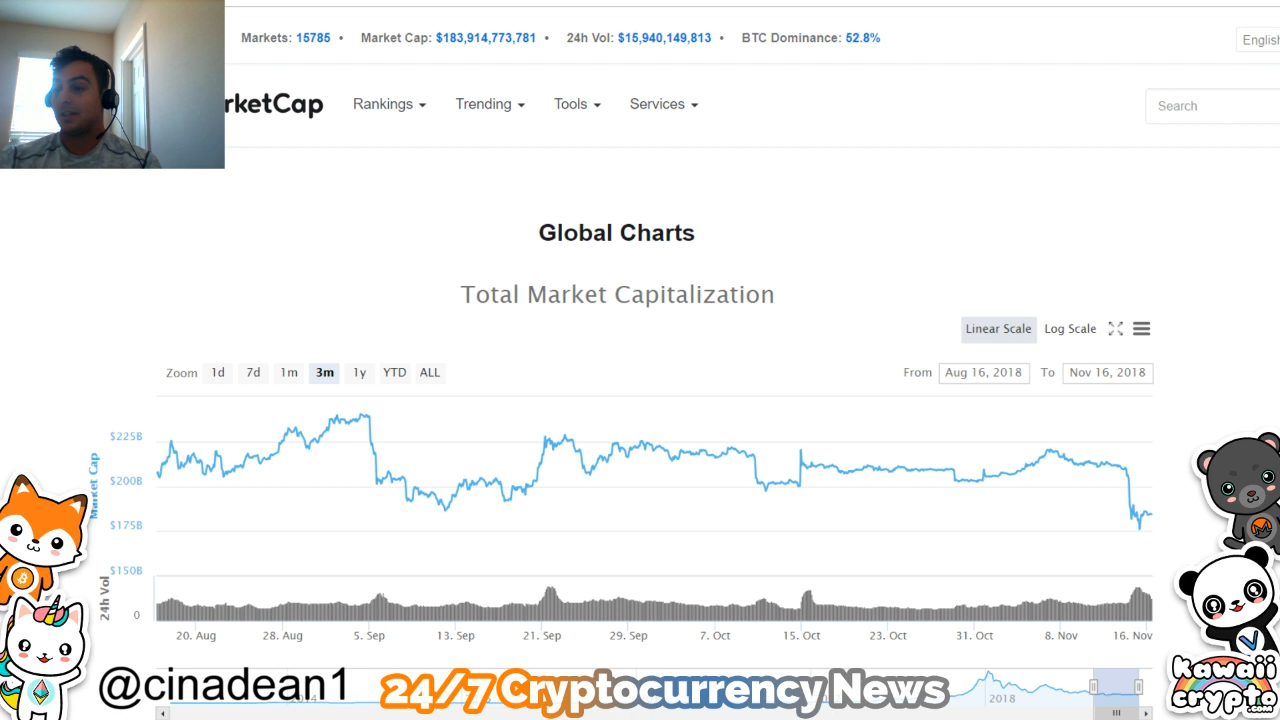 Markets: 15785 • Market Cap: $183,914,773,781 • 24h Vol: $15,940,149,813 • BTC Dominance: 52.8%
English
rketCap Rankings Trending Tools Services
Search
Global Charts
Total Market Capitalization
Linear Scale Log Scale
Zoom 1d 7d 1m 3m 1y YTD ALL
From Aug 16, 2018 To Nov 16, 2018
$225B
$200B
$175B
$150B
0
Market Cap
24h Vol
20. Aug 28. Aug 5. Sep 13. Sep 21. Sep 29. Sep 7. Oct 15. Oct 23. Oct 31. Oct 8. Nov 16. Nov
2018
@cinadean1
24/7 Cryptocurrency News
kawaii
crypto
.com